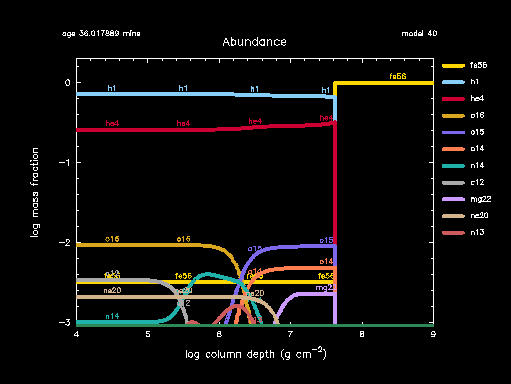 age 36.017889 mins
model 40
Abundance
fe56
h1
he4
o16
o15
o14
n14
c12
mg22
ne20
n13
h1 h1 h1 h1
fe56
he4 he4 he4 he4
o16 o16 o15 o15
o14 o14
fe56 fe56
ne20
mg22
n14
0
−1
−2
−3
log mass fraction
4 5 6 7 8 9
log column depth (g cm−2)